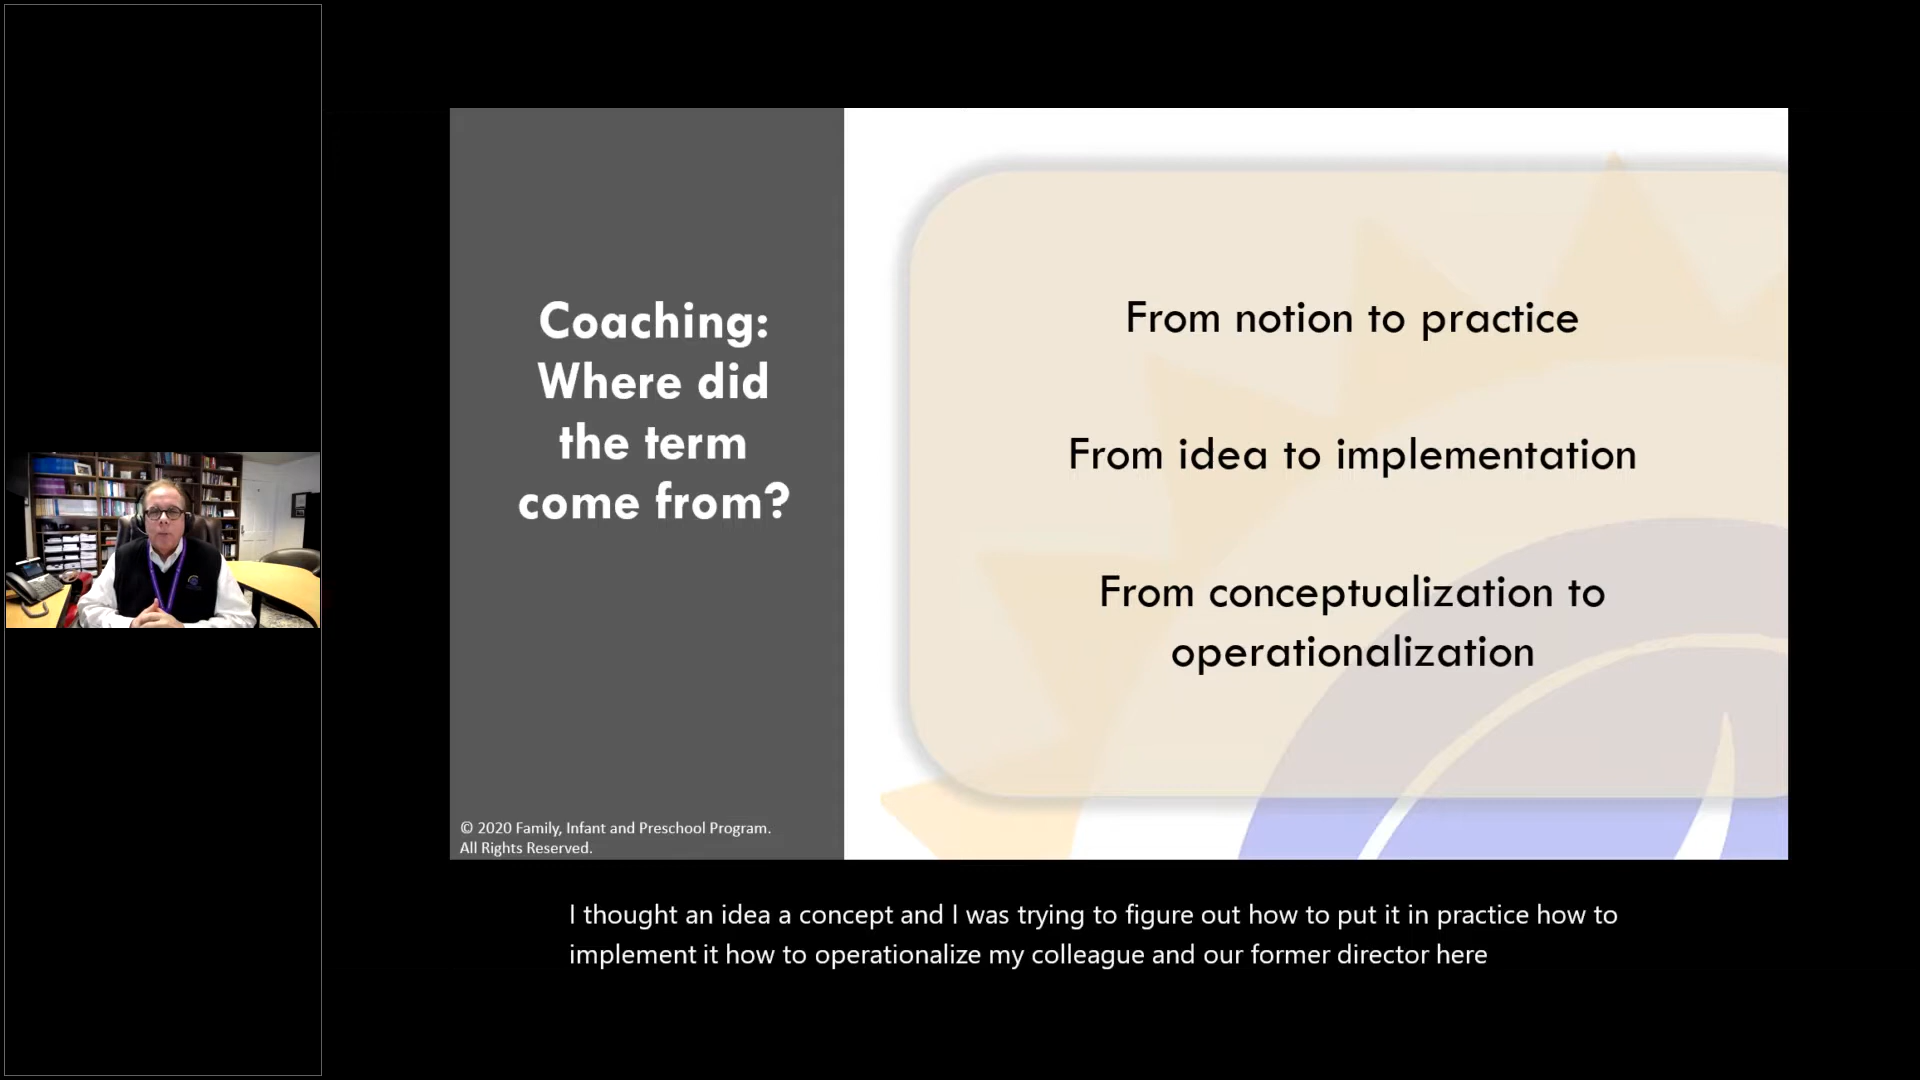 Coaching:
Where did
the term
come from?
From notion to practice
From idea to implementation
From conceptualization to
operationalization
© 2020 Family, Infant and Preschool Program.
All Rights Reserved.
I thought an idea a concept and I was trying to figure out how to put it in practice how to
implement it how to operationalize my colleague and our former director here